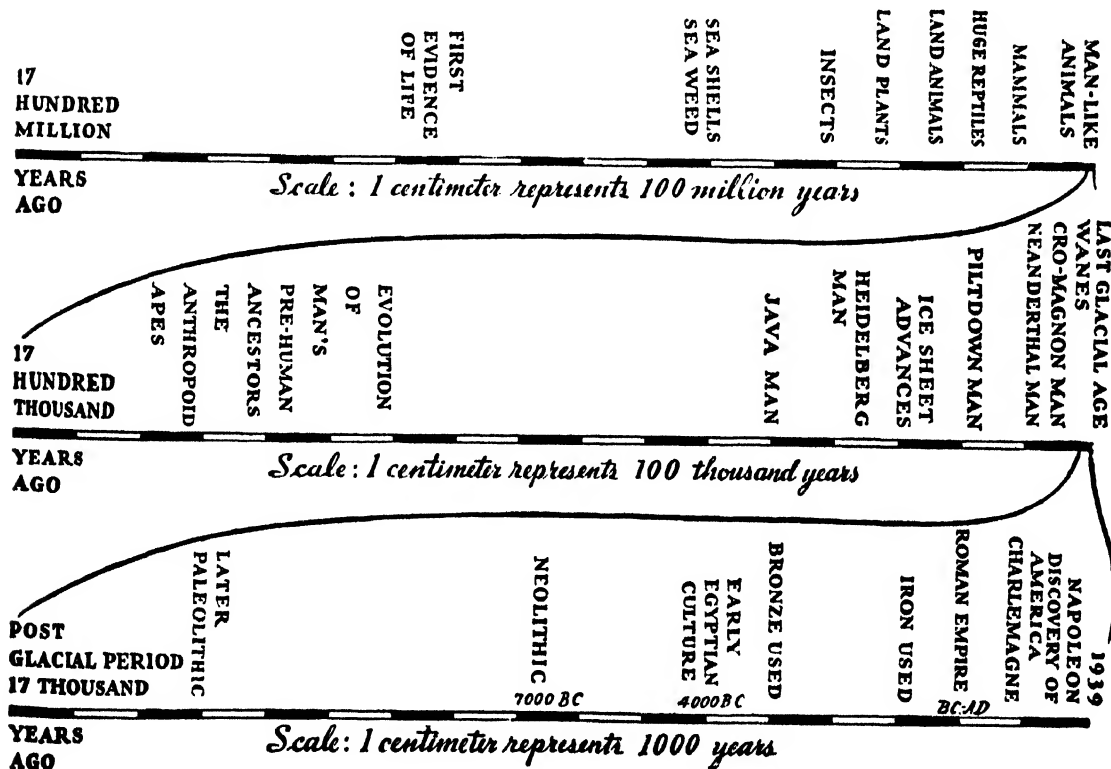 17
HUNDRED
MILLION
FIRST
EVIDENCE
OF LIFE
SEA SHELLS
SEA WEED
INSECTS
LAND PLANTS
LAND ANIMALS
HUGE REPTILES
MAMMALS
MAN-LIKE
ANIMALS
YEARS
AGO
Scale: 1 centimeter represents 100 million years
17
HUNDRED
THOUSAND
EVOLUTION
OF
MAN'S
PRE-HUMAN
ANCESTORS
THE
ANTHROPOID
APES
JAVA MAN
HEIDELBERG
MAN
ICE SHEET
ADVANCES
PILTDOWN MAN
LAST GLACIAL AGE
WANES
CRO-MAGNON MAN
NEANDERTHAL MAN
YEARS
AGO
Scale: 1 centimeter represents 100 thousand years
POST
GLACIAL PERIOD
17 THOUSAND
LATER
PALEOLITHIC
NEOLITHIC
7000 BC
EARLY
EGYPTIAN
CULTURE
4000 BC
BRONZE USED
IRON USED
ROMAN EMPIRE
BC:AD
CHARLEMAGNE
NAPOLEON
DISCOVERY OF
AMERICA
1939
YEARS
AGO
Scale: 1 centimeter represents 1000 years